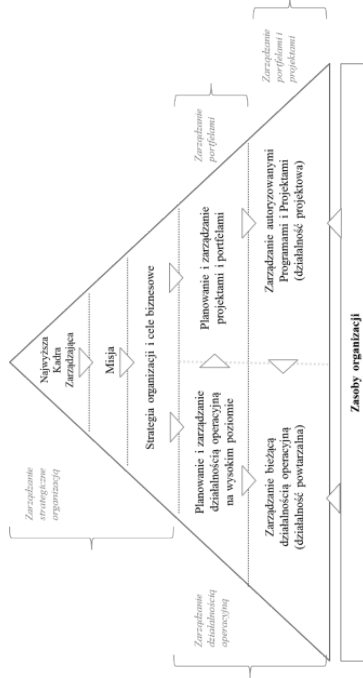 Zarządzanie
strategiczne
organizacją
Najwyższa
Kadra
Zarządzająca
Misja
Strategia organizacji i cele biznesowe
Zarządzanie
działalnością
operacyjną
Planowanie i zarządzanie
działalnością operacyjną
na wysokim poziomie
Planowanie i zarządzanie
projektami i portfelami
Zarządzanie
portfelami
Zarządzanie bieżącą
działalnością operacyjną
(działalność powtarzalna)
Zarządzanie autoryzowanymi
Programami i Projektami
(działalność projektowa)
Zarządzanie
portfelami i
projektami
Zasoby organizacji